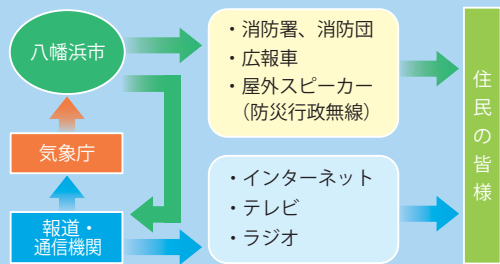 八幡浜市
気象庁
報道・
通信機関
・消防署、消防団
・広報車
・屋外スピーカー
（防災行政無線）
・インターネット
・テレビ
・ラジオ
住民の皆様